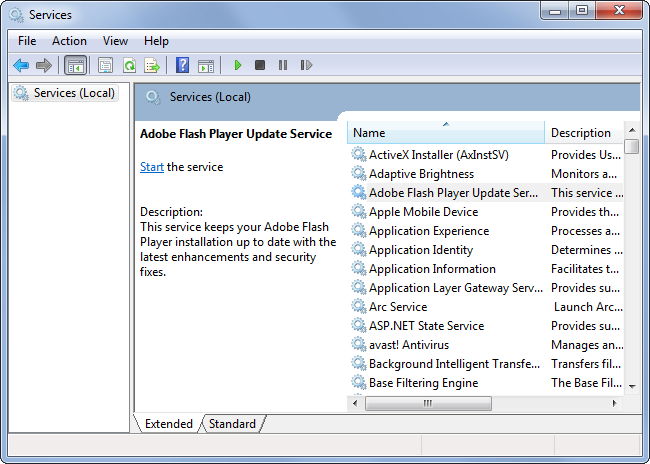 Services
File Action View Help
Services (Local)
Services (Local)
Adobe Flash Player Update Service
Start the service
Description:
This service keeps your Adobe Flash
Player installation up to date with the
latest enhancements and security
fixes.
Name Description
ActiveX Installer (AxInstSV) Provides Us...
Adaptive Brightness Monitors a...
Adobe Flash Player Update Ser... This service ...
Apple Mobile Device Provides th...
Application Experience Processes a...
Application Identity Determines ...
Application Information Facilitates t...
Application Layer Gateway Serv... Provides su...
Arc Service Launch Arc...
ASP.NET State Service Provides su...
avast! Antivirus Manages an...
Background Intelligent Transfe... Transfers fil...
Base Filtering Engine The Base Fil...
Extended Standard